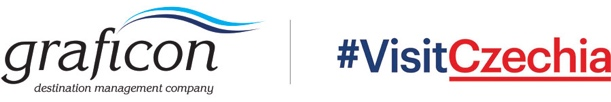 graficon
destination management company
#VisitCzechia